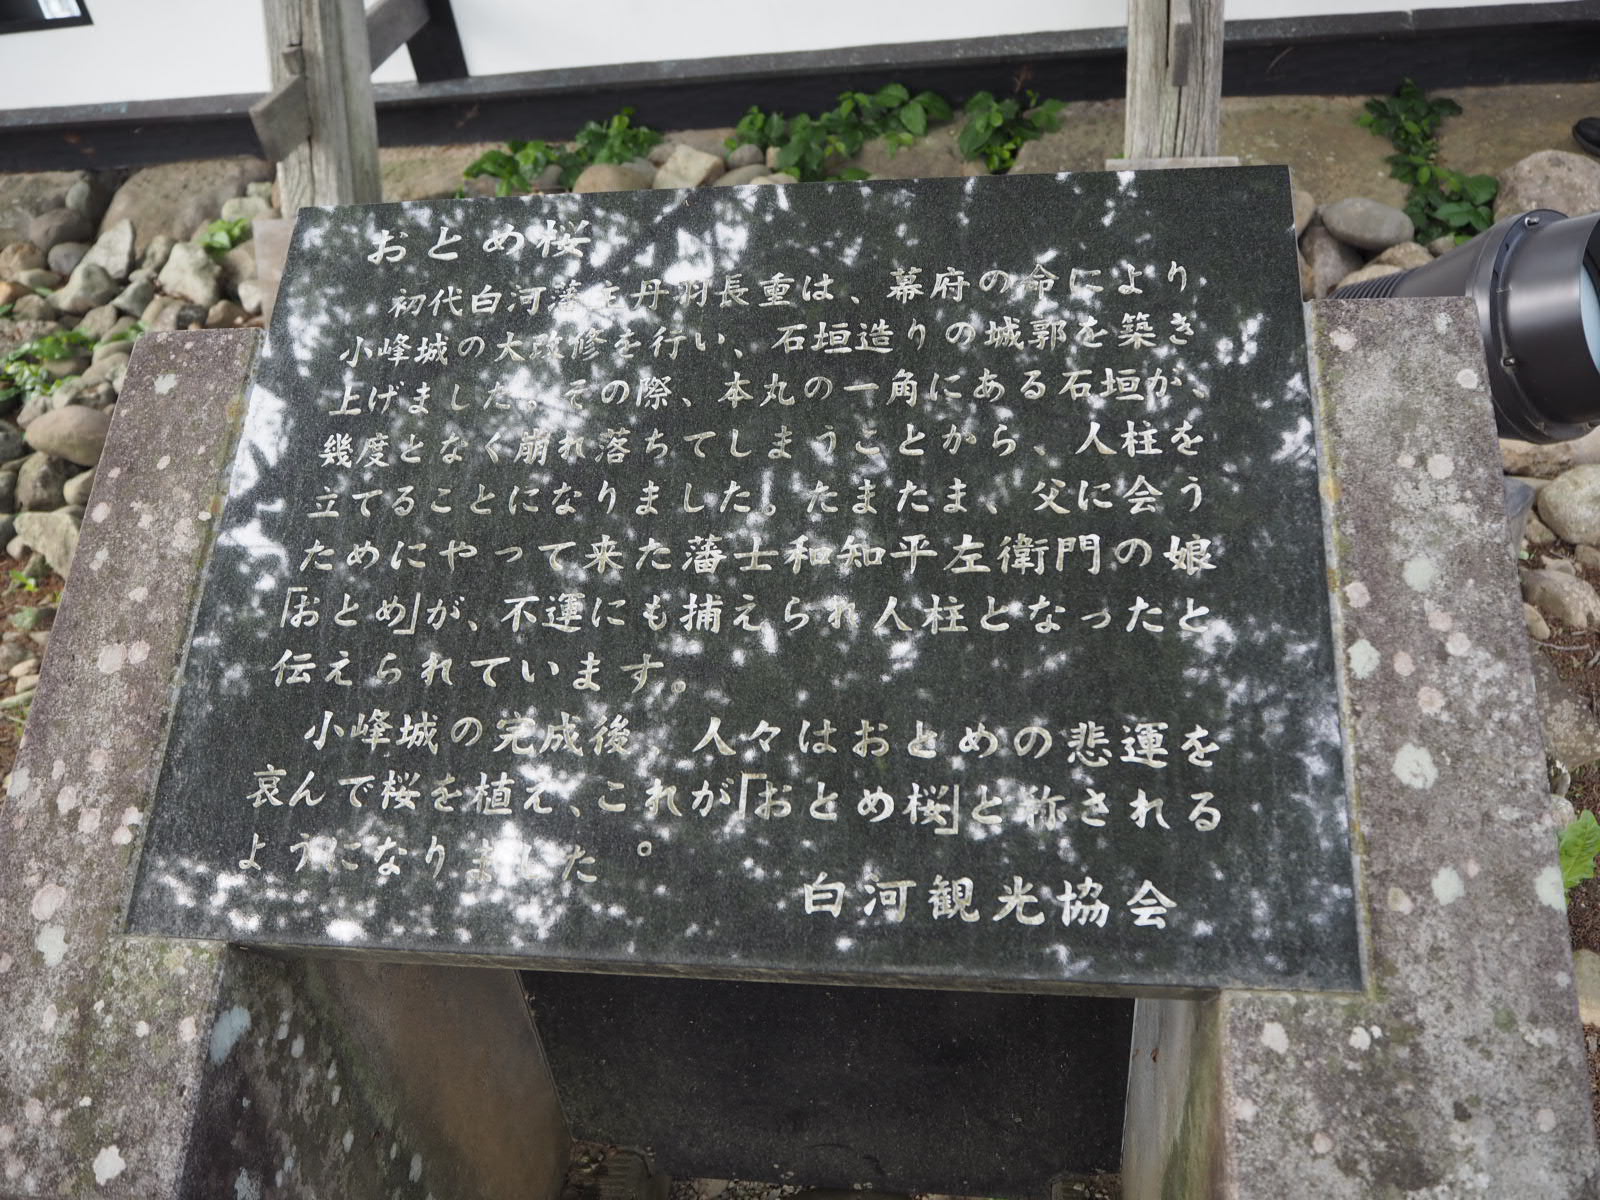 おとめ桜
初代白河藩主丹羽長重は、幕府の命により
小峰城の大改修を行い、石垣造りの城郭を築き
上げました。その際、本丸の一角にある石垣が、
幾度となく崩れ落ちてしまうことから、人柱を
立てることになりました。たまたま、父に会う
ためにやって来た藩士和知平左衛門の娘
「おとめ」が、不運にも捕えられ人柱となったと
伝えられています。
小峰城の完成後、人々はおとめの悲運を
哀んで桜を植え、これが「おとめ桜」と称される
ようになりました。
白河観光協会